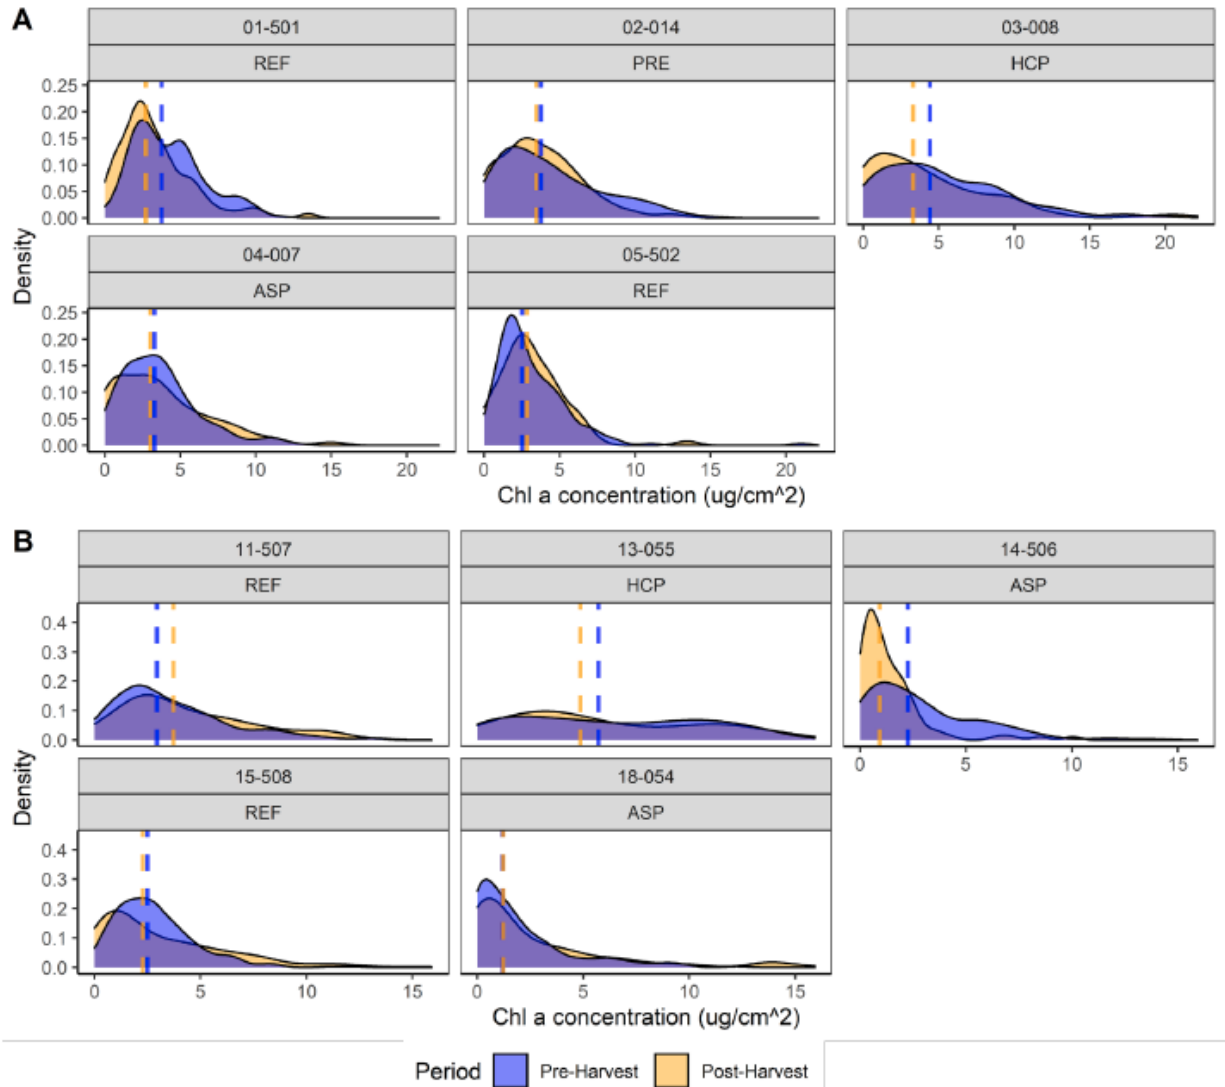 A
01-501
02-014
03-008
REF
PRE
HCP
0.25
0.20
0.15
0.10
0.05
0.00
0 5 10 15 20
04-007
05-502
ASP
REF
Density
0.25
0.20
0.15
0.10
0.05
0.00
0 5 10 15 20
0 5 10 15 20
Chl a concentration (ug/cm^2)
B
11-507
13-055
14-506
REF
HCP
ASP
0.4
0.3
0.2
0.1
0.0
0 5 10 15
15-508
18-054
REF
ASP
Density
0.4
0.3
0.2
0.1
0.0
0 5 10 15
0 5 10 15
Chl a concentration (ug/cm^2)
Period Pre-Harvest Post-Harvest